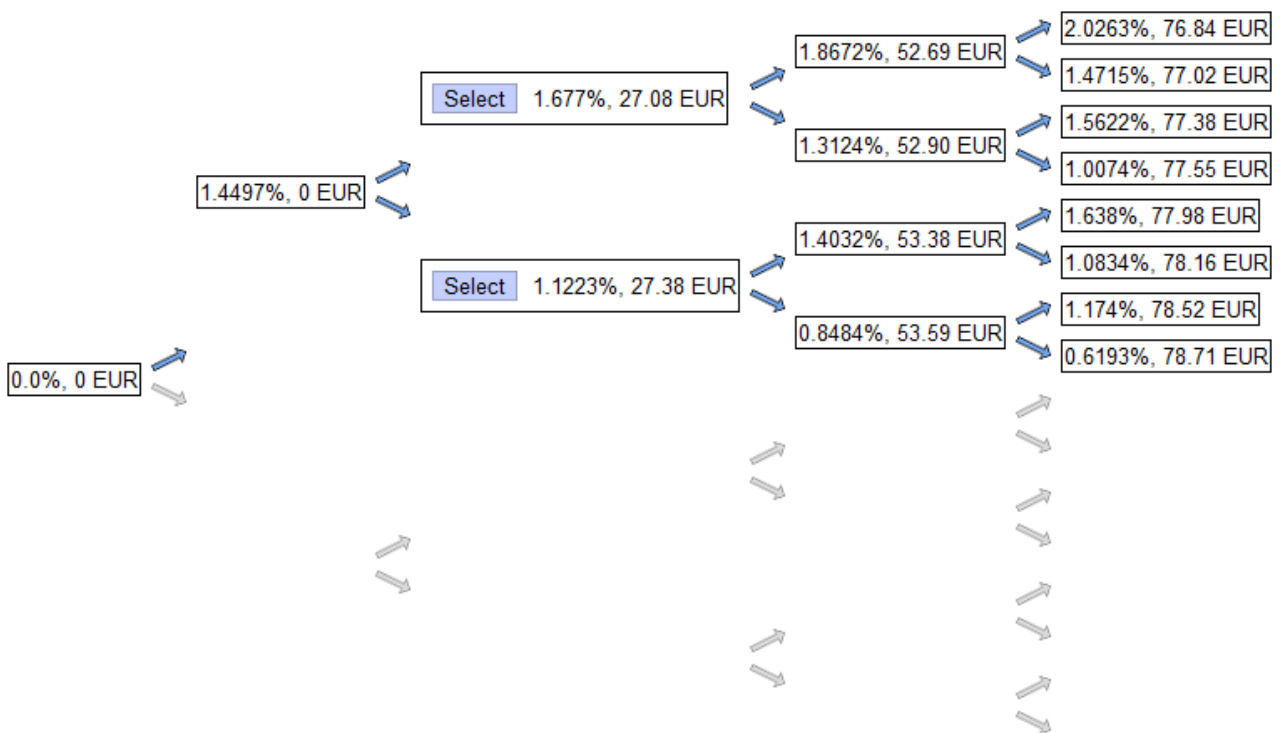 2.0263%, 76.84 EUR
1.8672%, 52.69 EUR
1.4715%, 77.02 EUR
Select 1.677%, 27.08 EUR
1.5622%, 77.38 EUR
1.3124%, 52.90 EUR
1.0074%, 77.55 EUR
1.4497%, 0 EUR
1.638%, 77.98 EUR
1.4032%, 53.38 EUR
1.0834%, 78.16 EUR
Select 1.1223%, 27.38 EUR
1.174%, 78.52 EUR
0.8484%, 53.59 EUR
0.6193%, 78.71 EUR
0.0%, 0 EUR